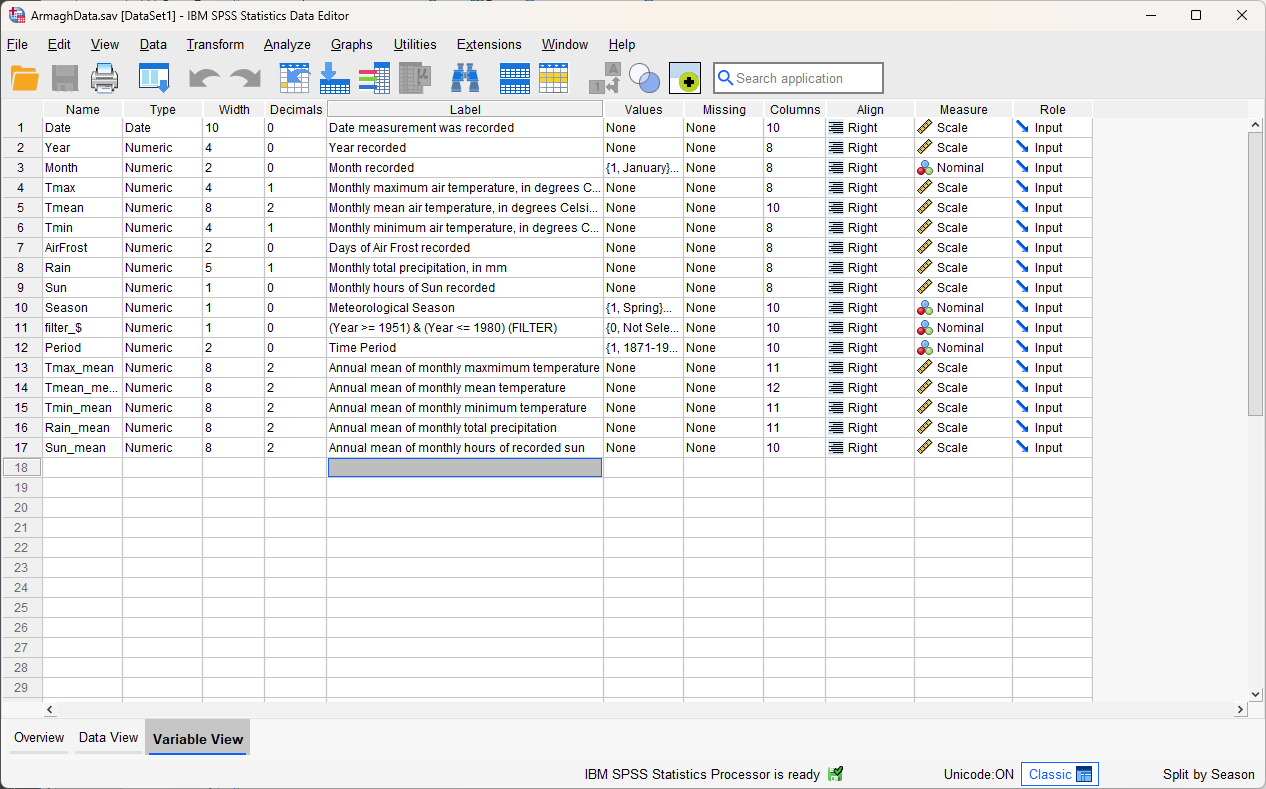 ArmaghData.sav [DataSet1] - IBM SPSS Statistics Data Editor
File Edit View Data Transform Analyze Graphs Utilities Extensions Window Help
Search application
Name Type Width Decimals Label Values Missing Columns Align Measure Role
1 Date Date 10 0 Date measurement was recorded None None 10 Right Scale Input
2 Year Numeric 4 0 Year recorded None None 8 Right Scale Input
3 Month Numeric 2 0 Month recorded {1, January}... None 8 Right Nominal Input
4 Tmax Numeric 4 1 Monthly maximum air temperature, in degrees C... None None 8 Right Scale Input
5 Tmean Numeric 8 2 Monthly mean air temperature, in degrees Celsi... None None 10 Right Scale Input
6 Tmin Numeric 4 1 Monthly minimum air temperature, in degrees C... None None 8 Right Scale Input
7 AirFrost Numeric 2 0 Days of Air Frost recorded None None 8 Right Scale Input
8 Rain Numeric 5 1 Monthly total precipitation, in mm None None 8 Right Scale Input
9 Sun Numeric 1 0 Monthly hours of Sun recorded None None 8 Right Scale Input
10 Season Numeric 1 0 Meteorological Season {1, Spring}... None 10 Right Nominal Input
11 filter_$ Numeric 1 0 (Year >= 1951) & (Year <= 1980) (FILTER) {0, Not Sele... None 10 Right Nominal Input
12 Period Numeric 2 0 Time Period {1, 1871-19... None 10 Right Nominal Input
13 Tmax_mean Numeric 8 2 Annual mean of monthly maxmimum temperature None None 11 Right Scale Input
14 Tmean_me... Numeric 8 2 Annual mean of monthly mean temperature None None 12 Right Scale Input
15 Tmin_mean Numeric 8 2 Annual mean of monthly minimum temperature None None 11 Right Scale Input
16 Rain_mean Numeric 8 2 Annual mean of monthly total precipitation None None 11 Right Scale Input
17 Sun_mean Numeric 8 2 Annual mean of monthly hours of recorded sun None None 10 Right Scale Input
18
19
20
21
22
23
24
25
26
27
28
29
Overview Data View Variable View
IBM SPSS Statistics Processor is ready Unicode:ON Classic Split by Season